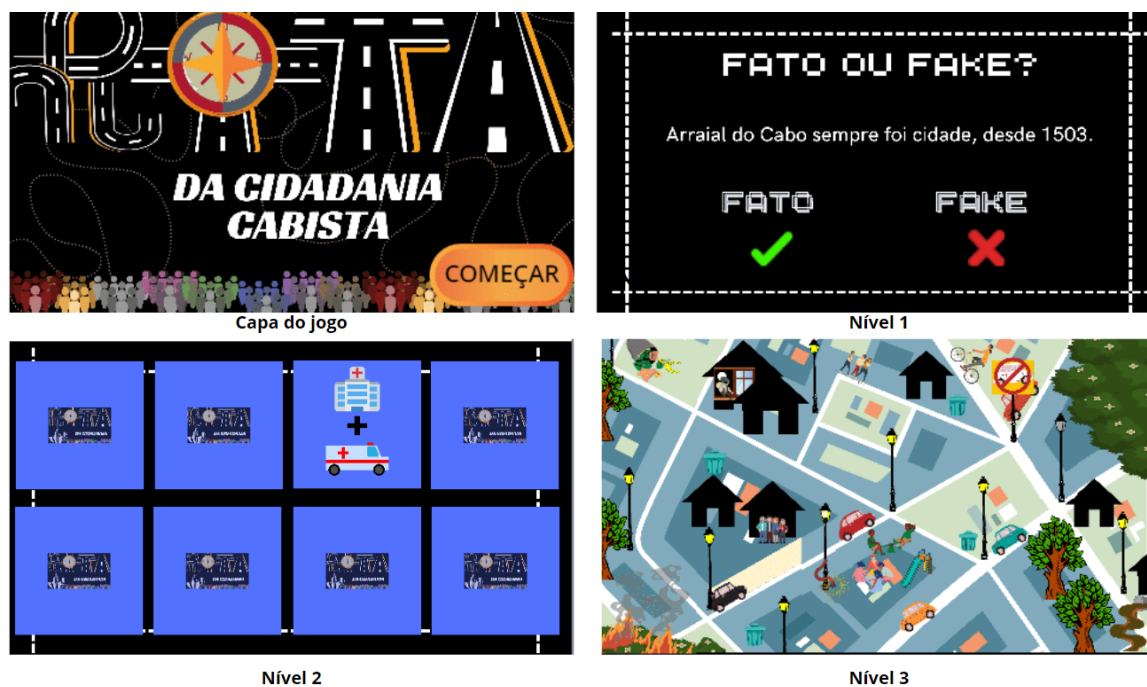 ROTA
DA CIDADANIA
CABISTA
COMEÇAR
Capa do jogo
FATO OU FAKE?
Arraial do Cabo sempre foi cidade, desde 1503.
FATO FAKE
Nível 1
Nível 2
Nível 3